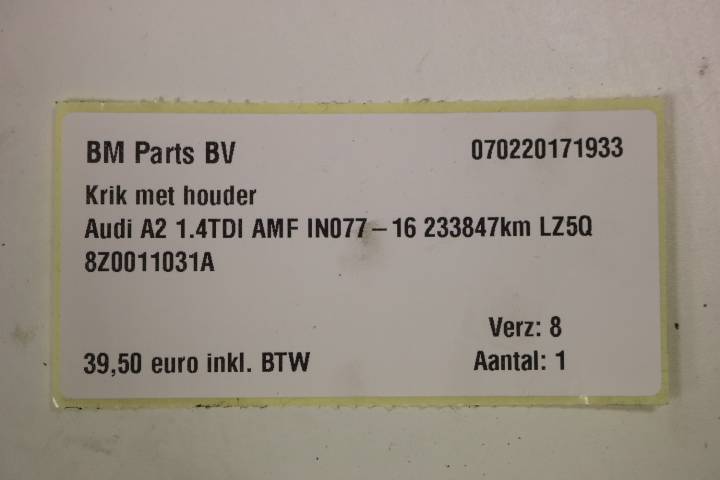 BM Parts BV 070220171933
Krik met houder
Audi A2 1.4TDI AMF IN077-16 233847km LZ5Q
8Z0011031A
Verz: 8
39,50 euro inkl. BTW Aantal: 1